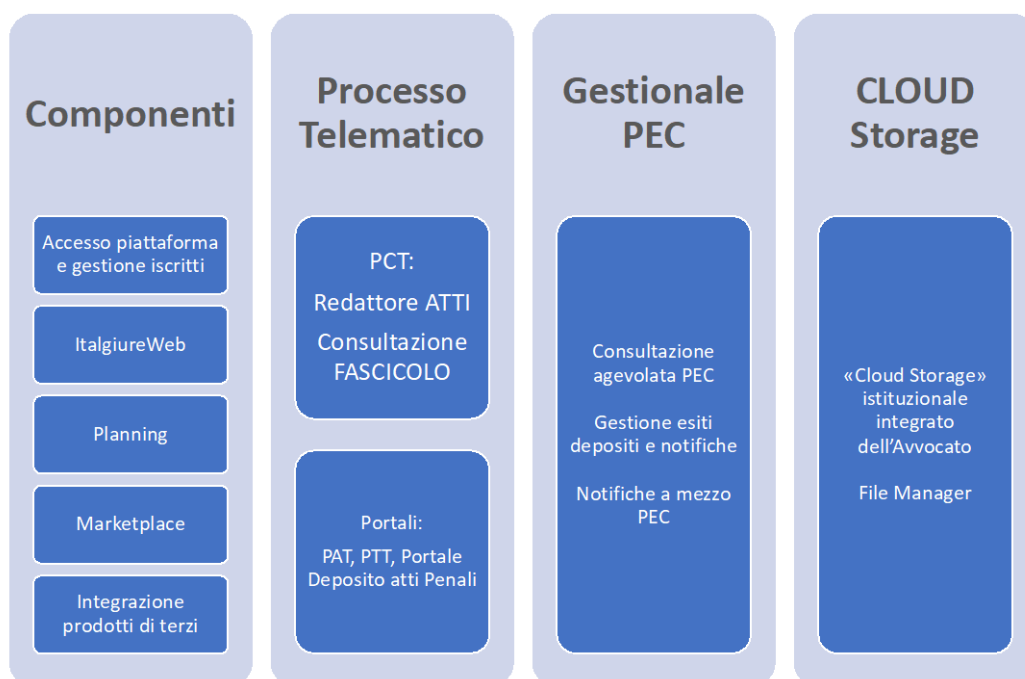 Componenti
Accesso piattaforma
e gestione iscritti
ItalgiureWeb
Planning
Marketplace
Integrazione
prodotti di terzi
Processo
Telematico
PCT:
Redattore ATTI
Consultazione
FASCICOLO
Portali:
PAT, PTT, Portale
Deposito atti Penali
Gestionale
PEC
Consultazione
agevolata PEC
Gestione esiti
depositi e notifiche
Notifiche a mezzo
PEC
CLOUD
Storage
«Cloud Storage»
istituzionale
integrato
dell’Avvocato
File Manager